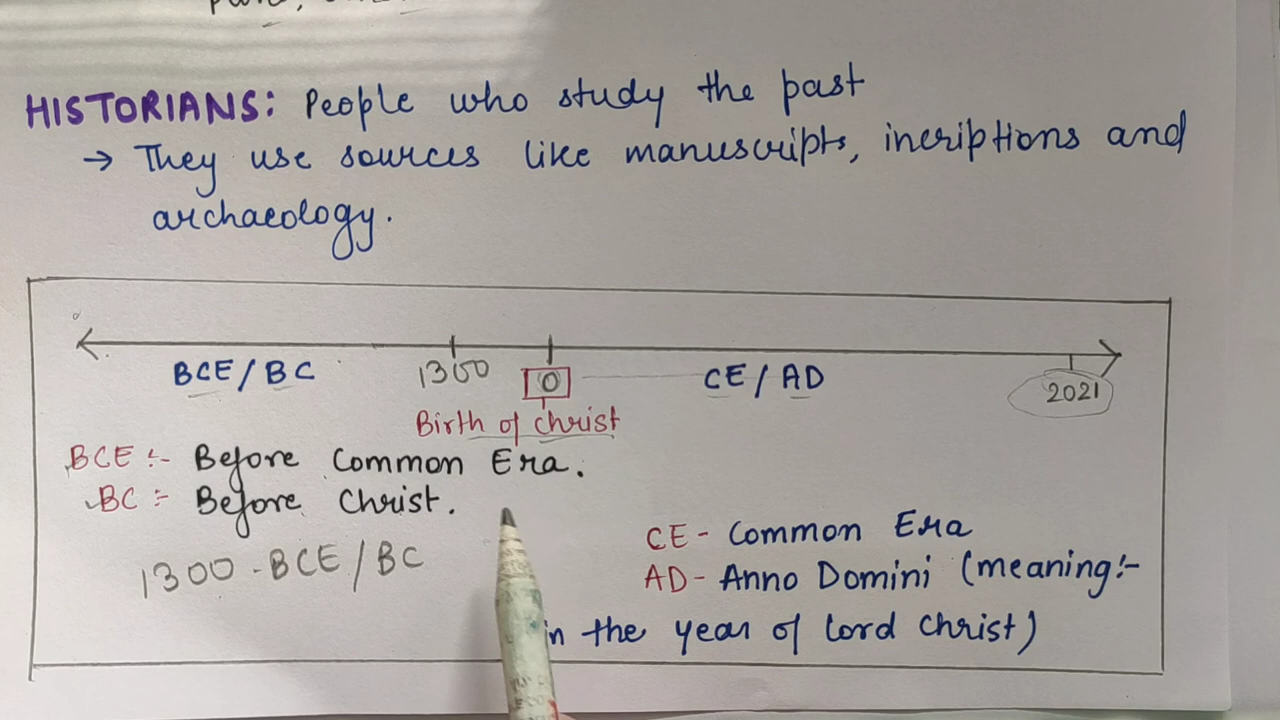 HISTORIANS: People who study the past
→ They use sources like manuscripts, incriptions and
archaeology.
BCE / BC 1300 0 CE / AD 2021
Birth of christ
BCE :- Before Common Era.
BC :- Before Christ.
1300 - BCE / BC
CE - Common Era
AD - Anno Domini (meaning:-
in the year of lord christ)